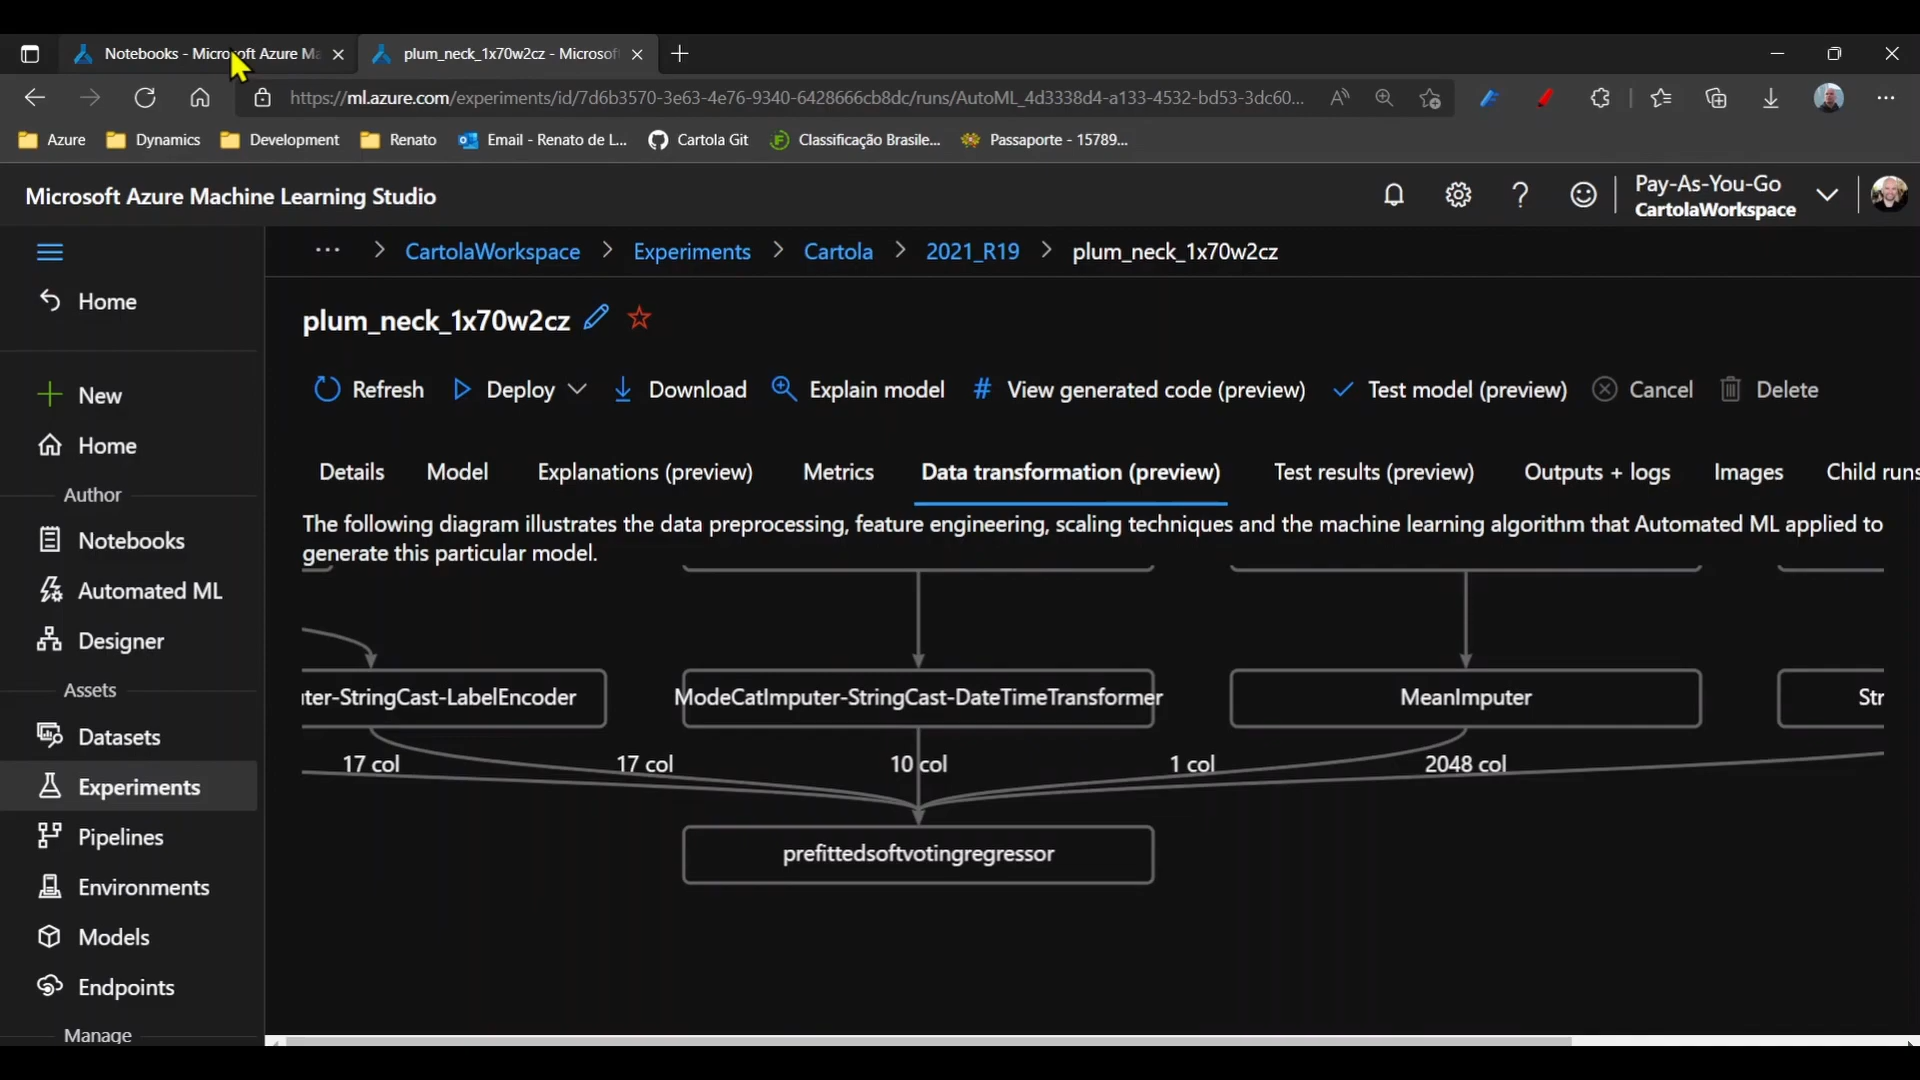 Notebooks - Microsoft Azure Ma
plum_neck_1x70w2cz - Microsoft
https://ml.azure.com/experiments/id/7d6b3570-3e63-4e76-9340-6428666cb8dc/runs/AutoML_4d3338d4-a133-4532-bd53-3dc60...
Azure
Dynamics
Development
Renato
Email - Renato de L...
Cartola Git
Classificação Brasile...
Passaporte - 15789...
Microsoft Azure Machine Learning Studio
Pay-As-You-Go
CartolaWorkspace
... > CartolaWorkspace > Experiments > Cartola > 2021_R19 > plum_neck_1x70w2cz
Home
plum_neck_1x70w2cz
New
Refresh
Deploy
Download
Explain model
View generated code (preview)
Test model (preview)
Cancel
Delete
Home
Author
Details
Model
Explanations (preview)
Metrics
Data transformation (preview)
Test results (preview)
Outputs + logs
Images
Child runs
The following diagram illustrates the data preprocessing, feature engineering, scaling techniques and the machine learning algorithm that Automated ML applied to
generate this particular model.
Notebooks
Automated ML
Designer
Assets
Datasets
Experiments
Pipelines
Environments
Models
Endpoints
Manage
uter-StringCast-LabelEncoder
ModeCatImputer-StringCast-DateTimeTransformer
MeanImputer
Str
17 col
17 col
10 col
1 col
2048 col
prefittedsoftvotingregressor